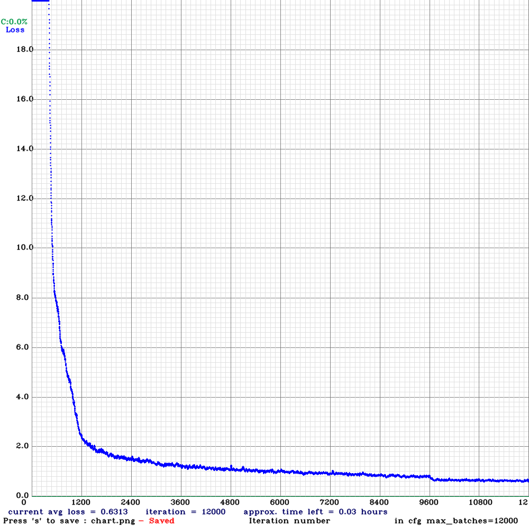 C:0.0%
Loss
18.0
16.0
14.0
12.0
10.0
8.0
6.0
4.0
2.0
0.0
0 1200 2400 3600 4800 6000 7200 8400 9600 10800 12
current avg loss = 0.6313 iteration = 12000 approx. time left = 0.03 hours
Press 's' to save : chart.png - Saved Iteration number in cfg max_batches=12000